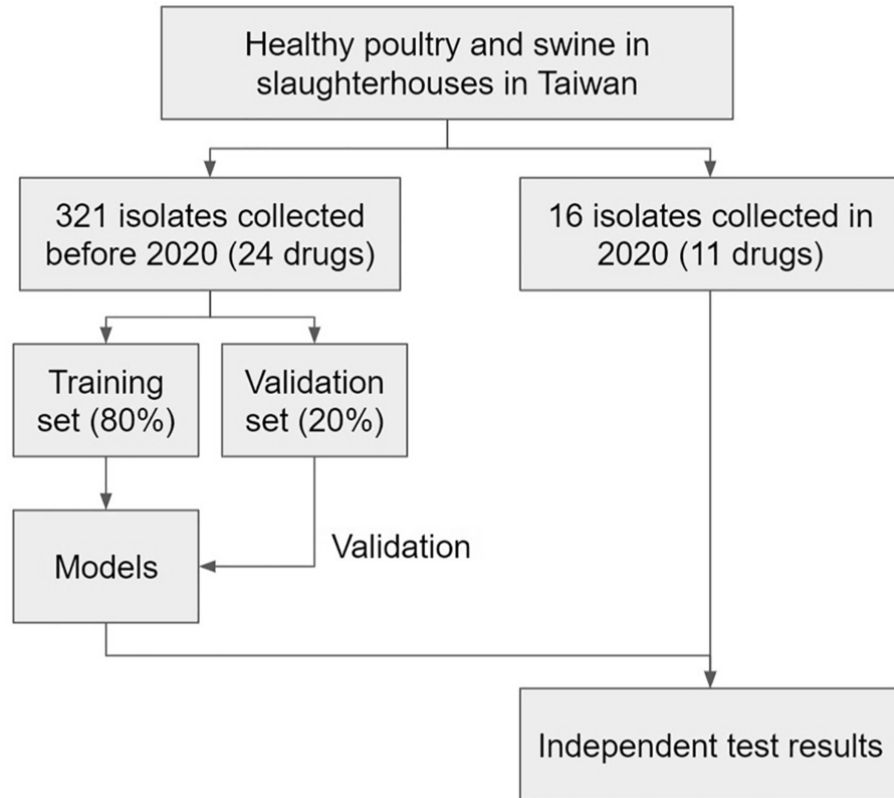 Healthy poultry and swine in
slaughterhouses in Taiwan
321 isolates collected
before 2020 (24 drugs)
16 isolates collected in
2020 (11 drugs)
Training
set (80%)
Validation
set (20%)
Models
Validation
Independent test results